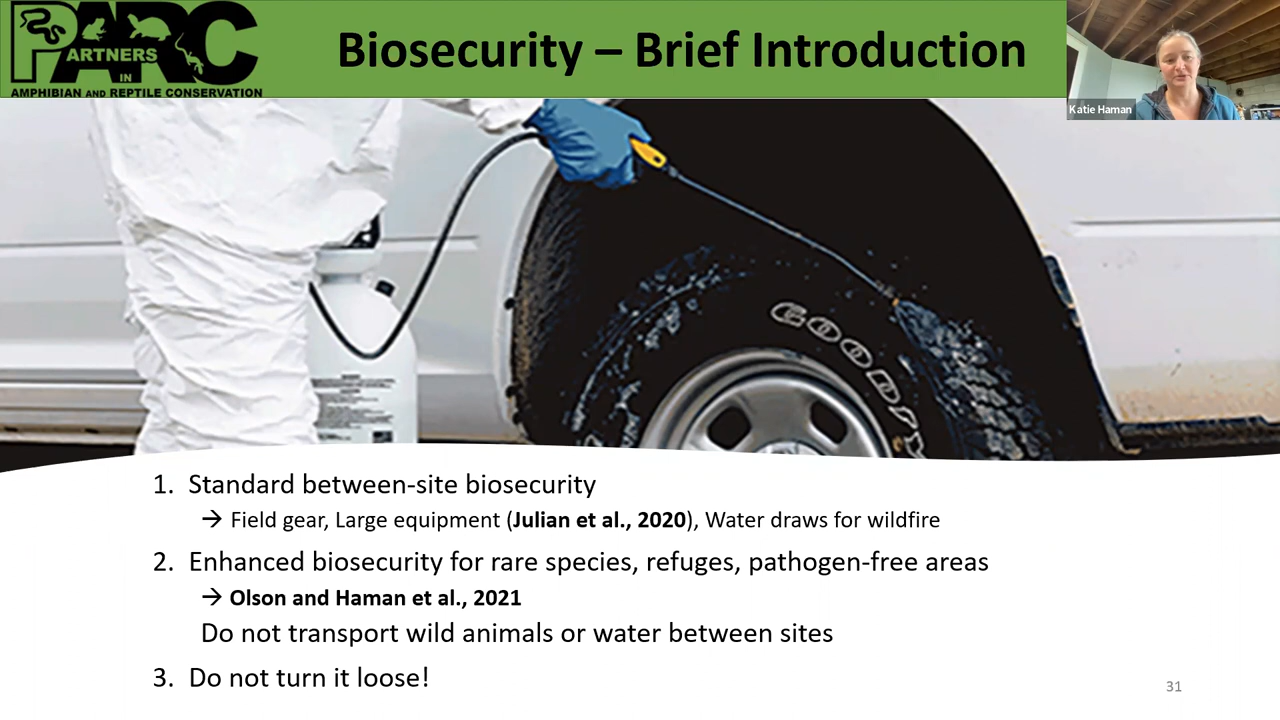 PARC
PARTNERS
IN
AMPHIBIAN AND REPTILE CONSERVATION
Biosecurity – Brief Introduction
Katie Haman
GOODY
1. Standard between-site biosecurity
→ Field gear, Large equipment (Julian et al., 2020), Water draws for wildfire
2. Enhanced biosecurity for rare species, refuges, pathogen-free areas
→ Olson and Haman et al., 2021
Do not transport wild animals or water between sites
3. Do not turn it loose!
31